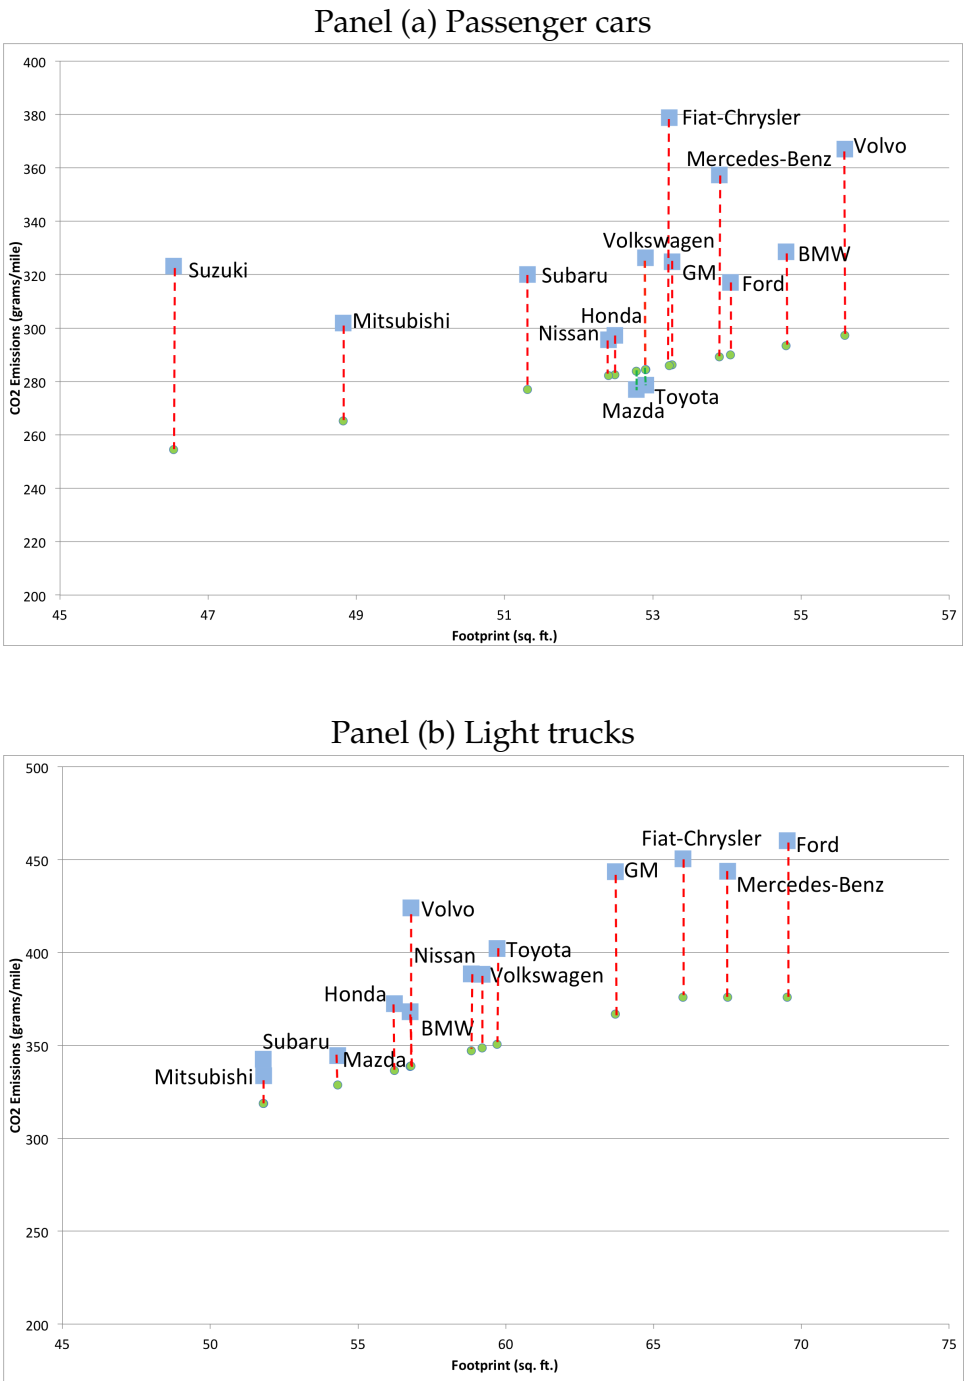 Panel (a) Passenger cars
400
380
360
340
320
300
280
260
240
220
200
CO2 Emissions (grams/mile)
Fiat-Chrysler
Volvo
Mercedes-Benz
Volkswagen
BMW
Suzuki
Subaru
GM
Ford
Mitsubishi
Honda
Nissan
Toyota
Mazda
45
47
49
51
53
55
57
Footprint (sq. ft.)
Panel (b) Light trucks
500
450
400
350
300
250
200
CO2 Emissions (grams/mile)
Fiat-Chrysler
Ford
GM
Mercedes-Benz
Volvo
Nissan
Toyota
Volkswagen
Honda
BMW
Subaru
Mazda
Mitsubishi
45
50
55
60
65
70
75
Footprint (sq. ft.)